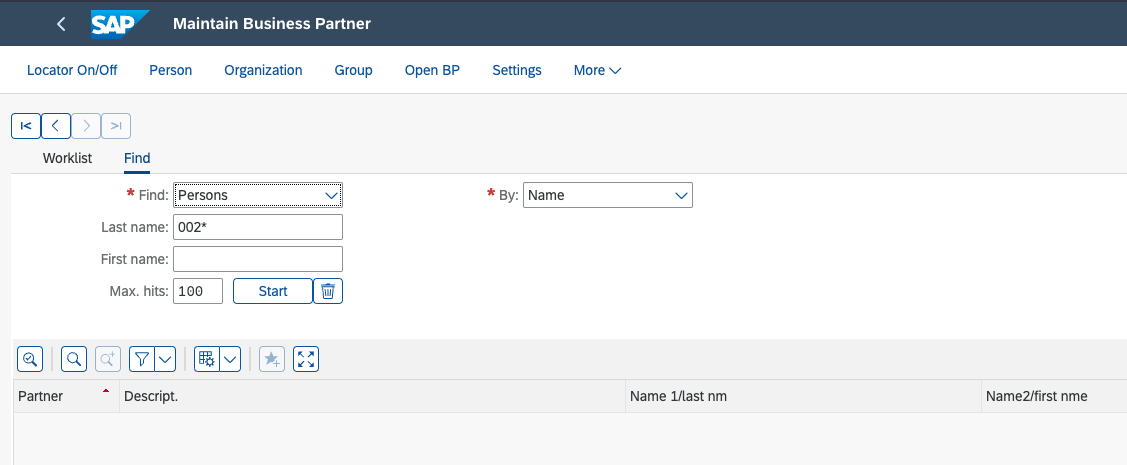 SAP Maintain Business Partner
Locator On/Off Person Organization Group Open BP Settings More
Worklist Find
* Find: Persons * By: Name
Last name: 002*
First name:
Max. hits: 100 Start
Partner Descript. Name 1/last nm Name2/first nme